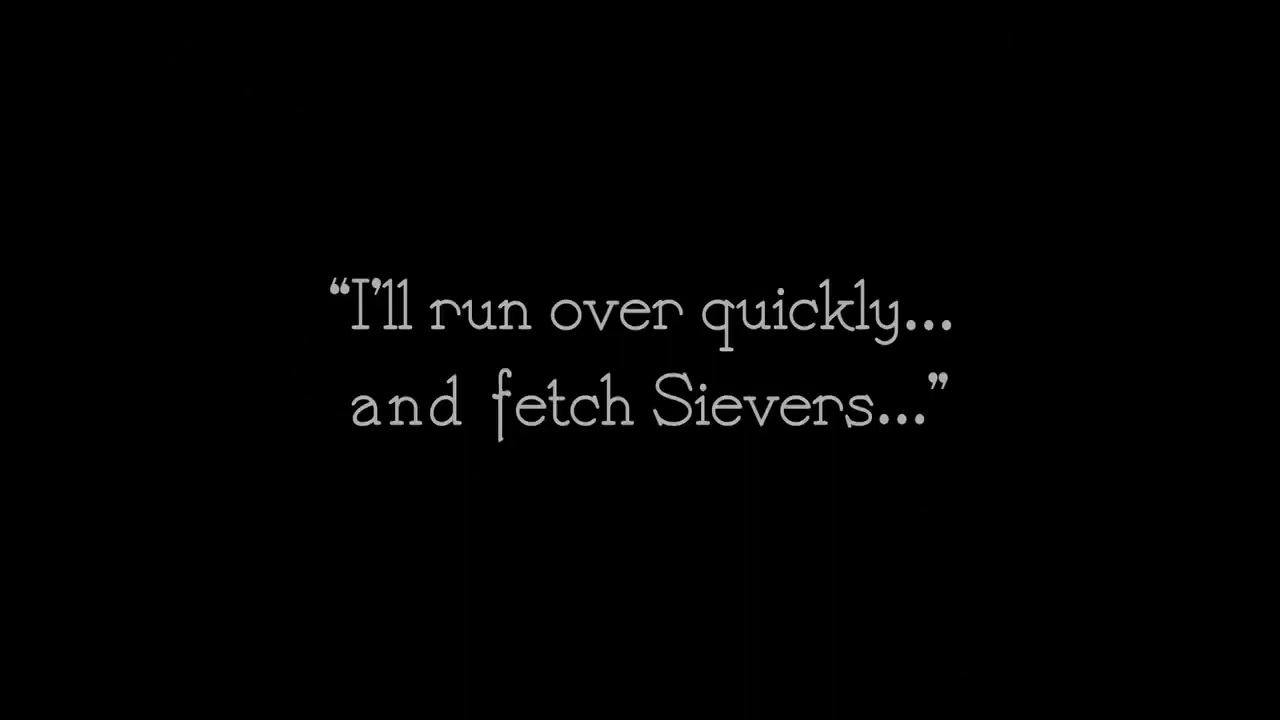 “I’ll run over quickly...
and fetch Sievers...”